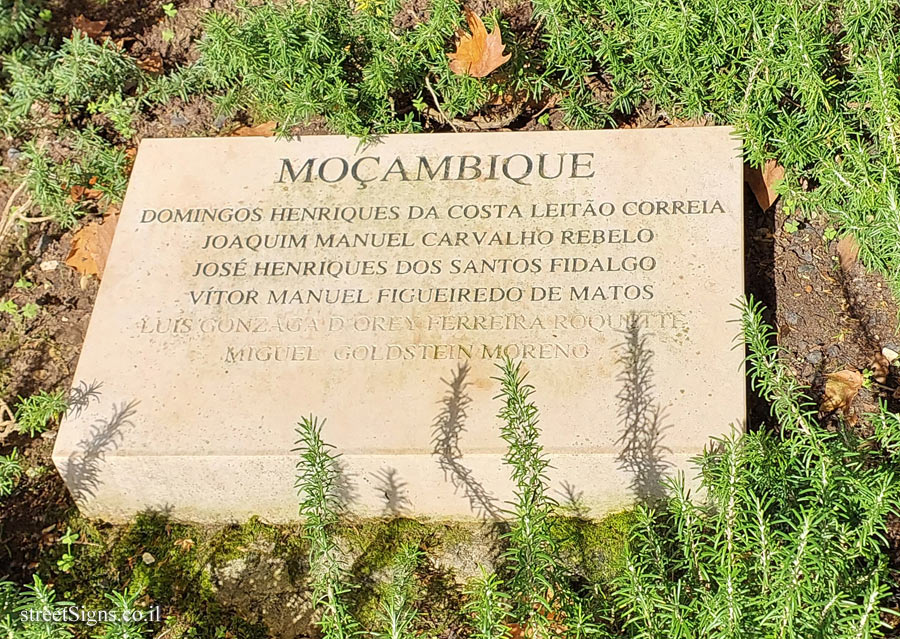 MOÇAMBIQUE
DOMINGOS HENRIQUES DA COSTA LEITÃO CORREIA
JOAQUIM MANUEL CARVALHO REBELO
JOSÉ HENRIQUES DOS SANTOS FIDALGO
VÍTOR MANUEL FIGUEIREDO DE MATOS
LUIS GONZAGA D'OREY FERREIRA ROQUETTE
MIGUEL GOLDSTEIN MORENO
streetSigns.co.il